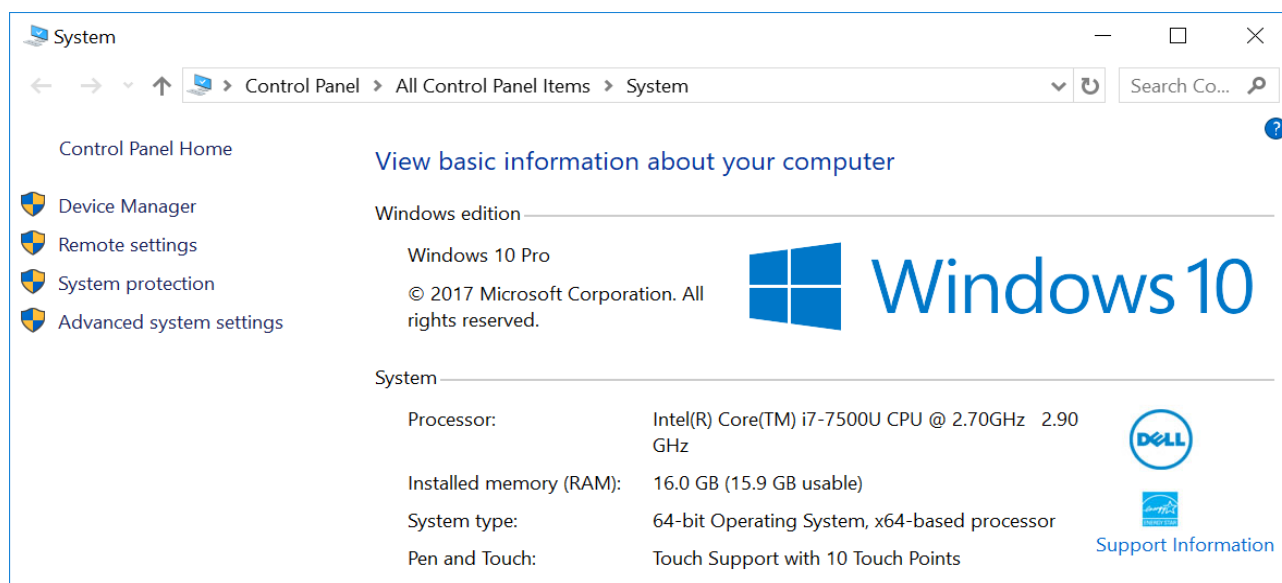 System
Control Panel > All Control Panel Items > System
Search Co...
?
Control Panel Home
Device Manager
Remote settings
System protection
Advanced system settings
View basic information about your computer
Windows edition
Windows 10 Pro
© 2017 Microsoft Corporation. All
rights reserved.
Windows 10
System
Processor:
Intel(R) Core(TM) i7-7500U CPU @ 2.70GHz 2.90
GHz
Installed memory (RAM):
16.0 GB (15.9 GB usable)
System type:
64-bit Operating System, x64-based processor
Pen and Touch:
Touch Support with 10 Touch Points
DELL
ENERGY STAR
Support Information